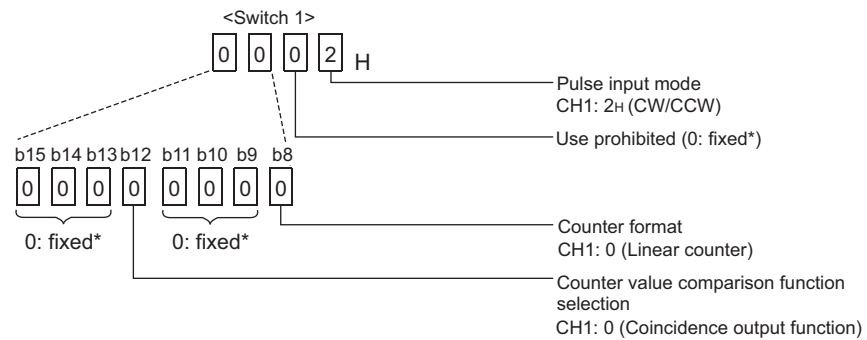 <Switch 1>
0 0 0 2 H
Pulse input mode
CH1: 2H (CW/CCW)
Use prohibited (0: fixed*)
b15 b14 b13 b12 b11 b10 b9 b8
0 0 0 0 0 0 0 0
0: fixed* 0: fixed*
Counter format
CH1: 0 (Linear counter)
Counter value comparison function
selection
CH1: 0 (Coincidence output function)